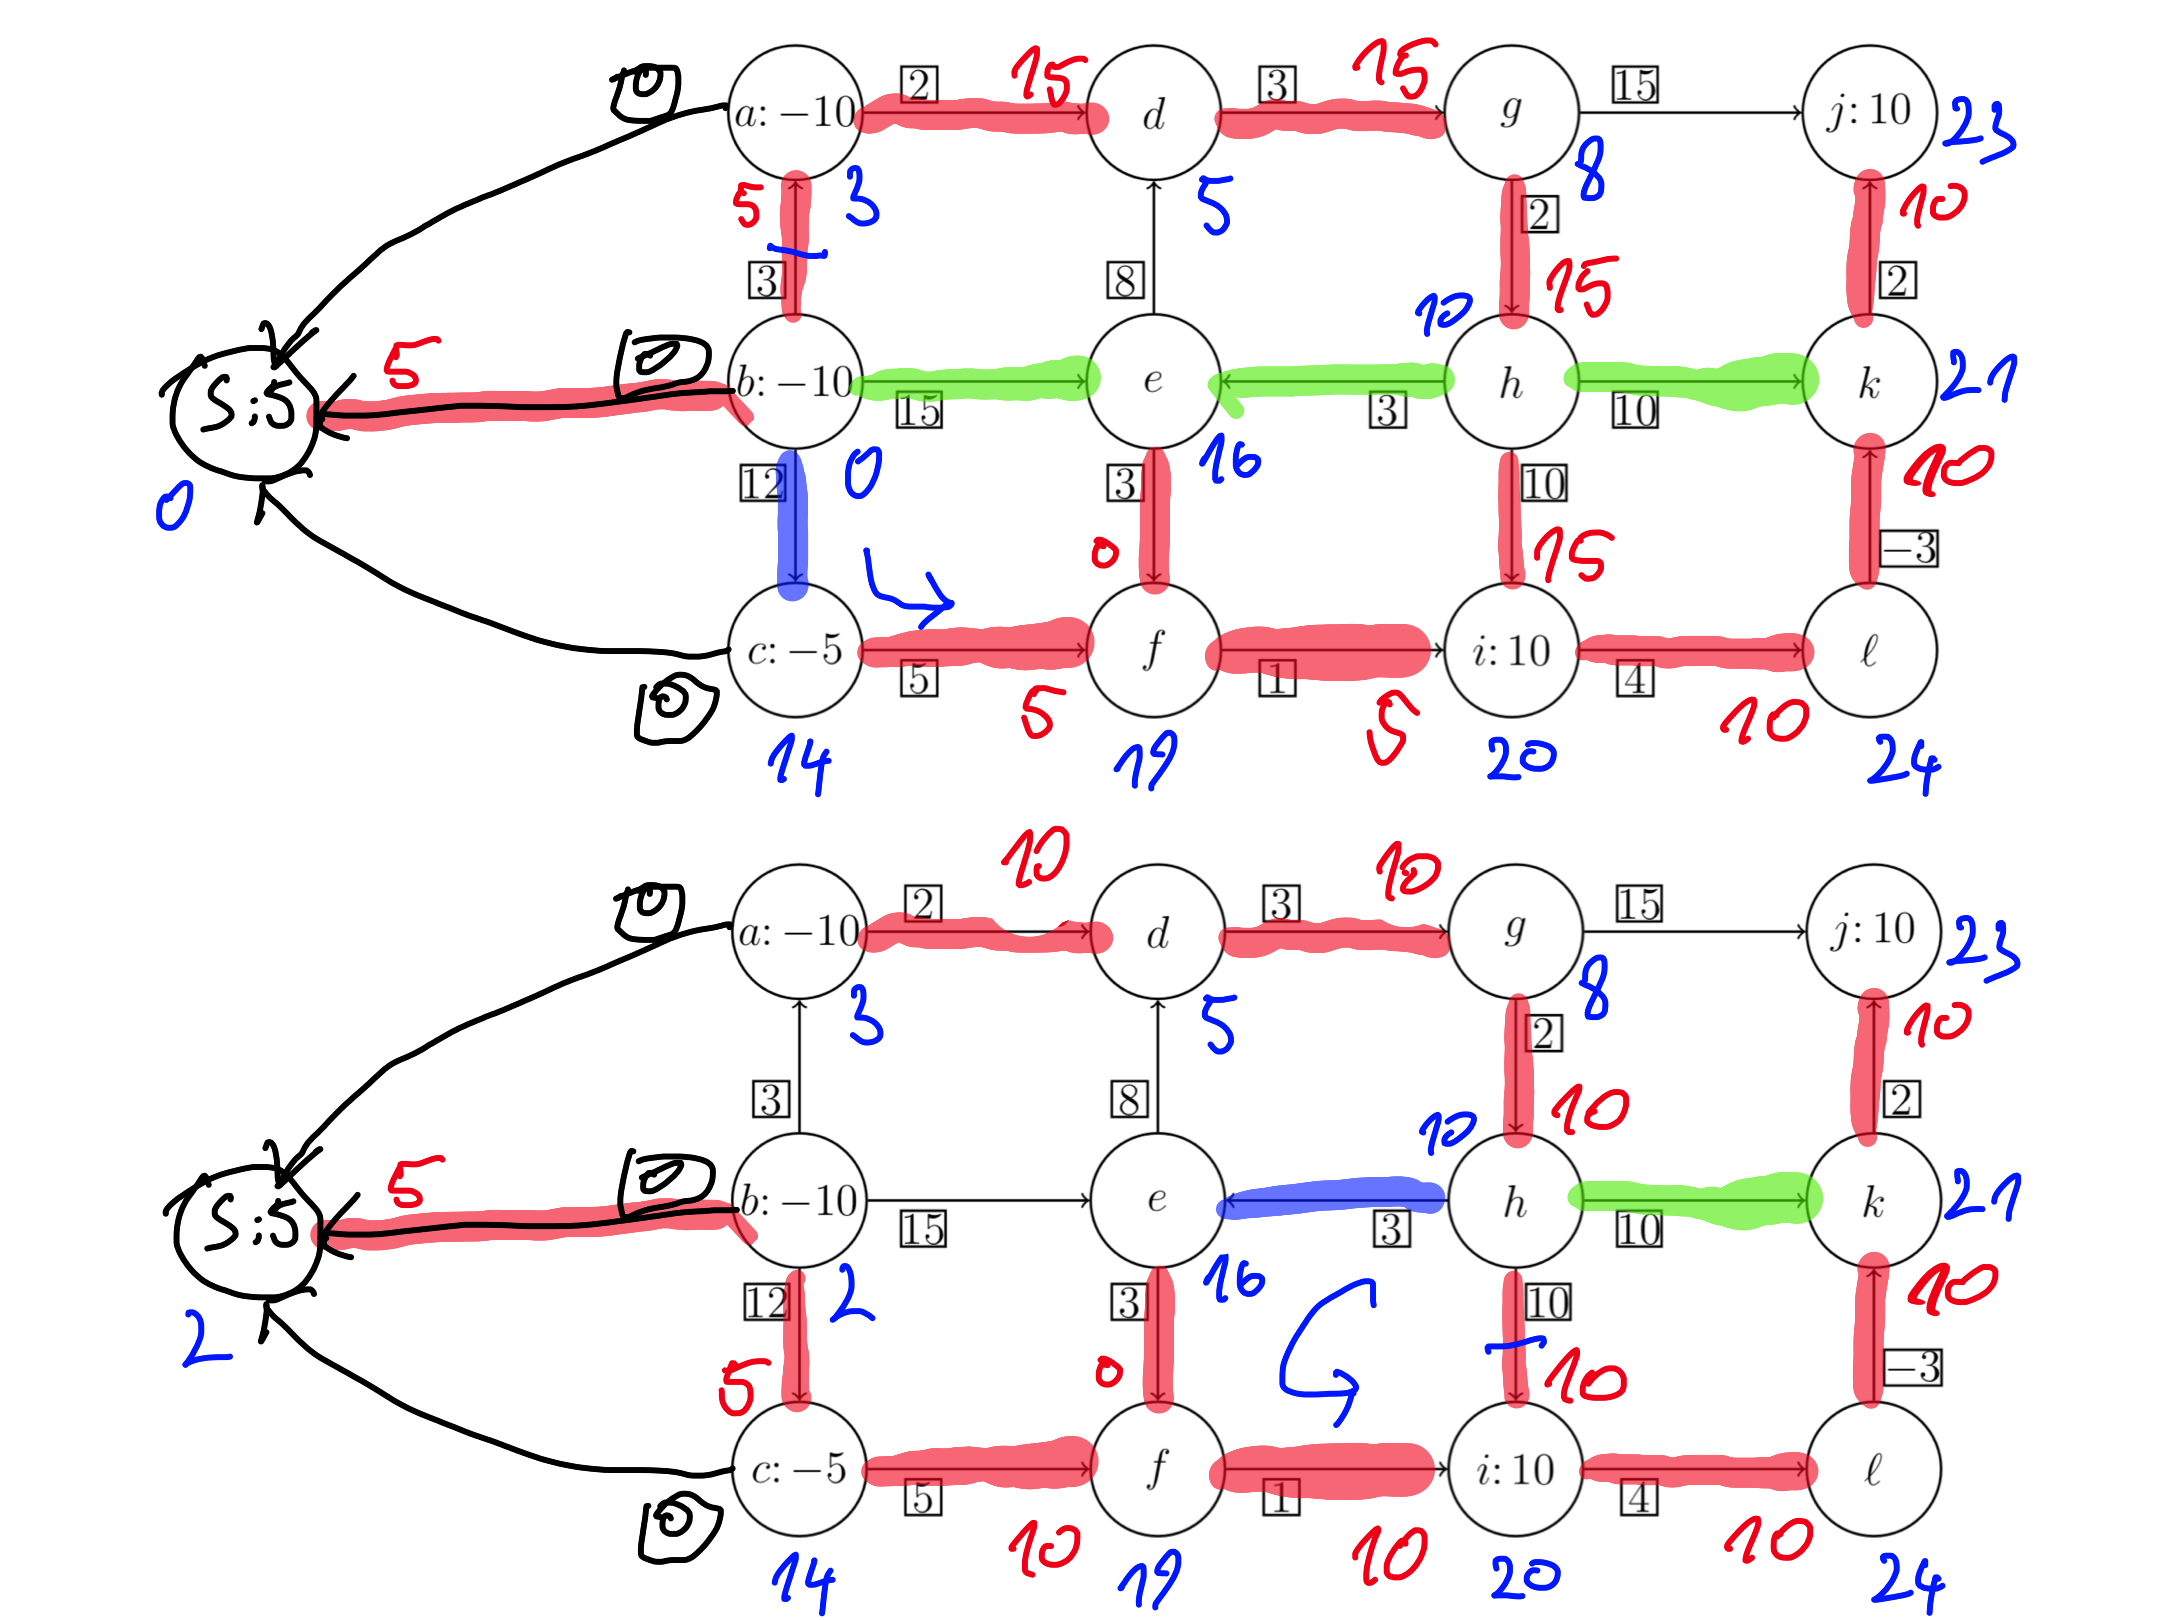 0 a: −10 2 15 d 3 15 g 15 j: 10 23
5 3 5 8 2 10
3 8 10 15 2
S:5 5 0 b: −10 15 e 3 h 10 k 21
0 12 0 3 16 10 10
0 15 −3
0 c: −5 5 5 f 1 5 i: 10 4 10 ℓ
14 19 20 24
0 a: −10 2 10 d 3 10 g 15 j: 10 23
3 5 8 2 10
3 8 10 10 2
S:5 5 0 b: −10 15 e 3 h 10 k 21
2 12 2 3 16 10 10
5 0 10 −3
0 c: −5 5 10 f 1 10 i: 10 4 10 ℓ
14 19 20 24